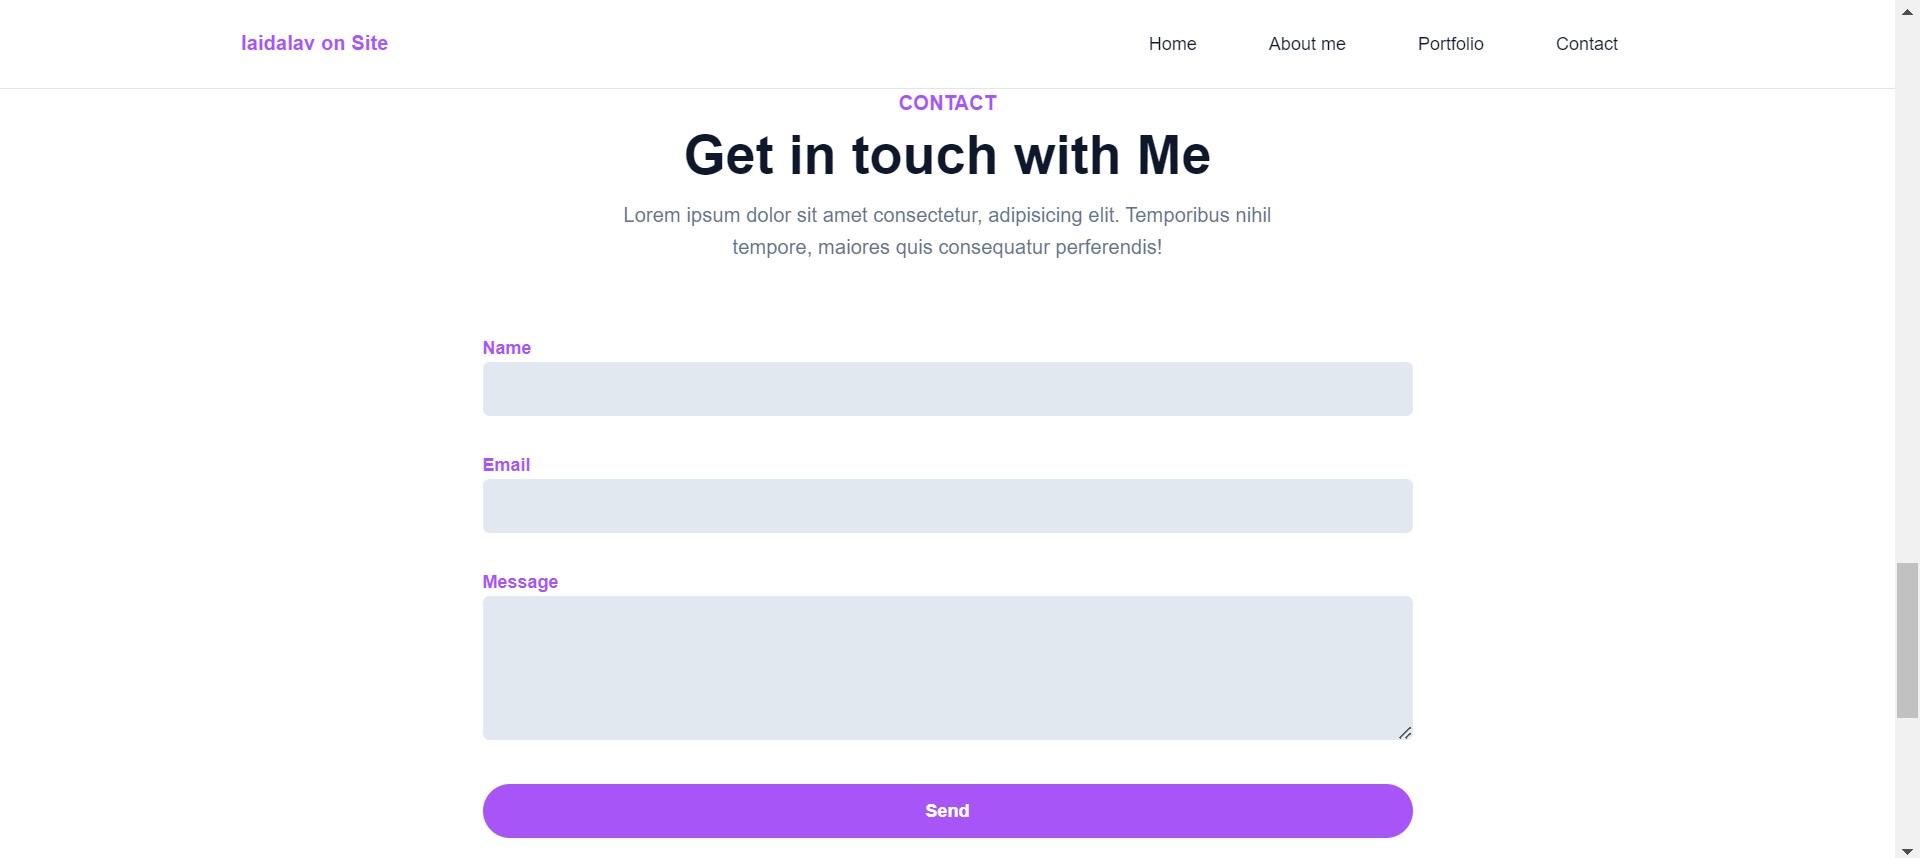 laidalav on Site
Home
About me
Portfolio
Contact
CONTACT
Get in touch with Me
Lorem ipsum dolor sit amet consectetur, adipisicing elit. Temporibus nihil
tempore, maiores quis consequatur perferendis!
Name
Email
Message
Send